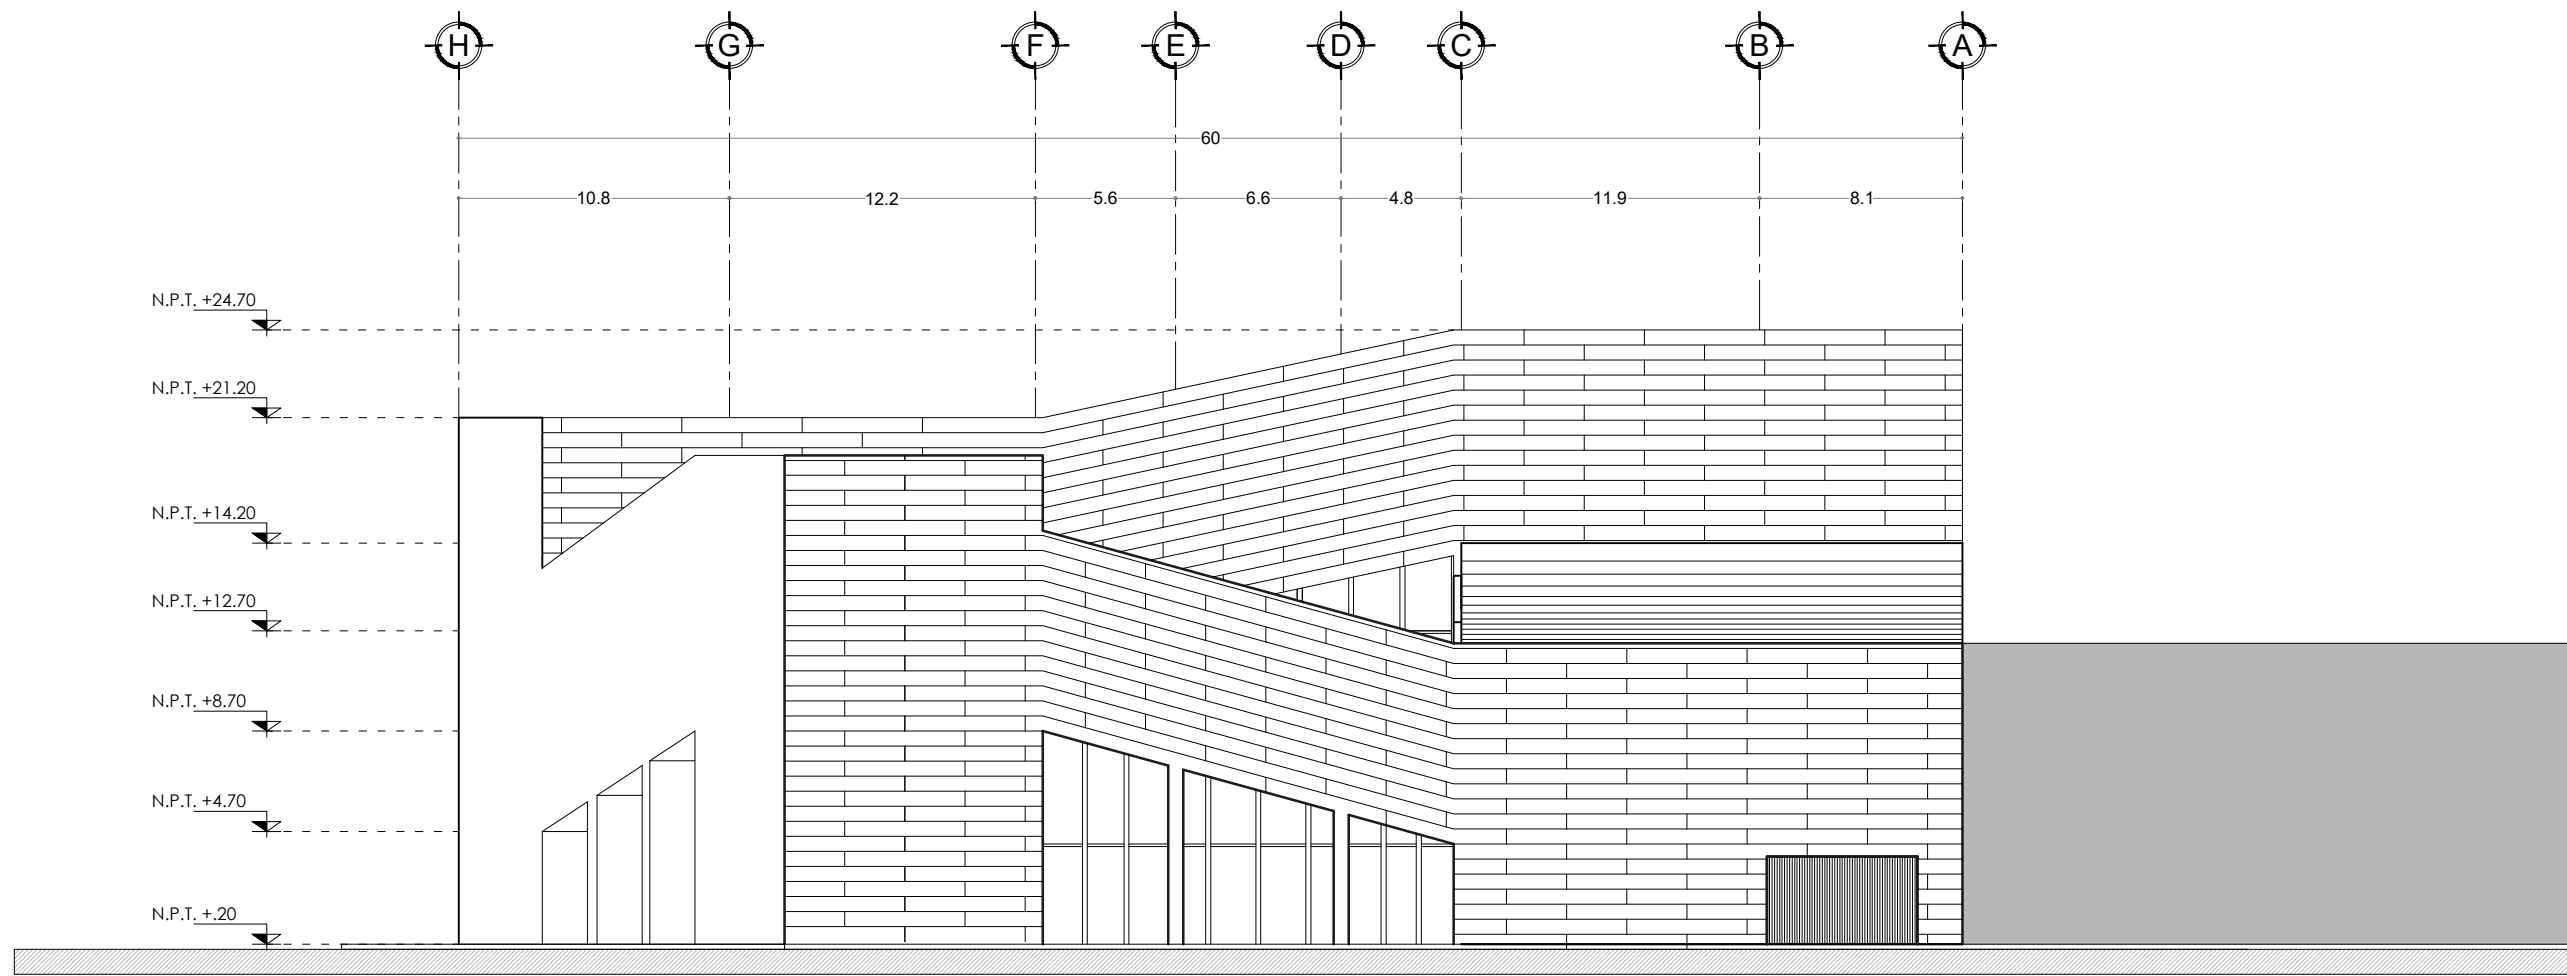 H G F E D C B A
60
10.8 12.2 5.6 6.6 4.8 11.9 8.1
N.P.T. +24.70
N.P.T. +21.20
N.P.T. +14.20
N.P.T. +12.70
N.P.T. +8.70
N.P.T. +4.70
N.P.T. +.20